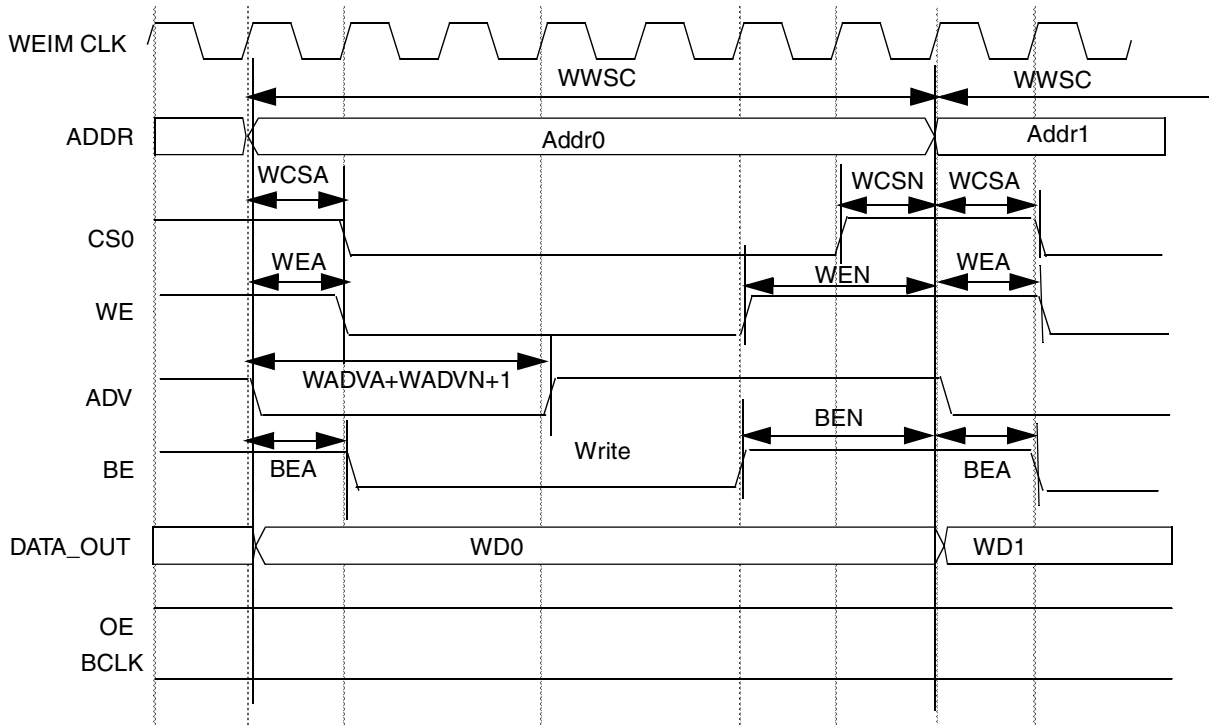 WEIM CLK
WWSC
WWSC
ADDR
Addr0
Addr1
WCSA
WCSN
WCSA
CS0
WEA
WEN
WEA
WE
WADVA+WADVN+1
ADV
BEN
BE
BEA
Write
BEA
DATA_OUT
WD0
WD1
OE
BCLK